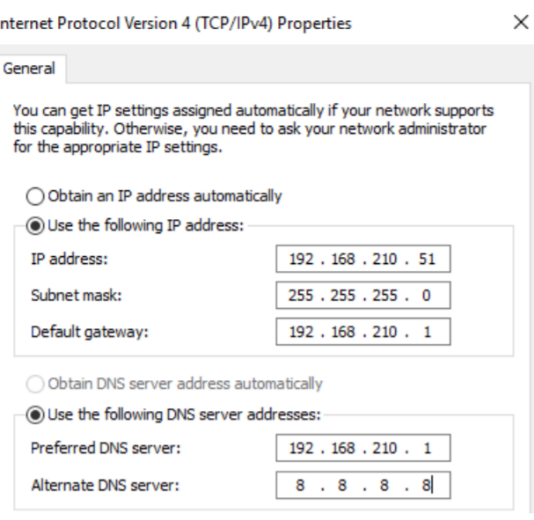 nternet Protocol Version 4 (TCP/IPv4) Properties
General
You can get IP settings assigned automatically if your network supports
this capability. Otherwise, you need to ask your network administrator
for the appropriate IP settings.
Obtain an IP address automatically
Use the following IP address:
IP address: 192 . 168 . 210 . 51
Subnet mask: 255 . 255 . 255 . 0
Default gateway: 192 . 168 . 210 . 1
Obtain DNS server address automatically
Use the following DNS server addresses:
Preferred DNS server: 192 . 168 . 210 . 1
Alternate DNS server: 8 . 8 . 8 . 8